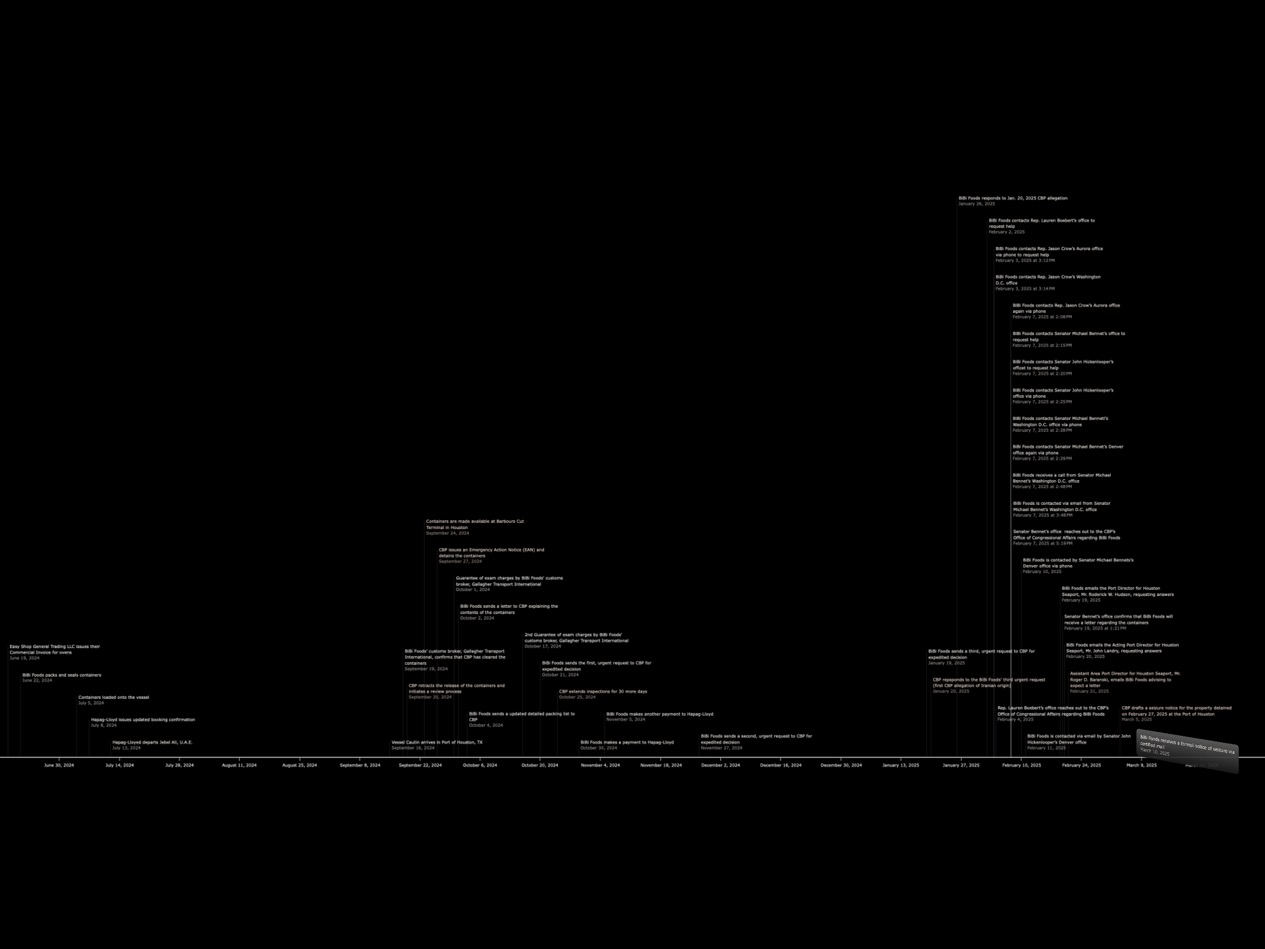 BiBi Foods responds to Jan. 20, 2025 CBP allegation
January 26, 2025
BiBi Foods contacts Rep. Lauren Boebert's office to
request help
February 2, 2025
BiBi Foods contacts Rep. Jason Crow's Aurora office
via phone to request help
February 3, 2025 at 3:12 PM
BiBi Foods contacts Rep. Jason Crow's Washington
D.C. office
February 3, 2025 at 3:14 PM
BiBi Foods contacts Rep. Jason Crow's Aurora office
again via phone
February 7, 2025 at 2:08 PM
BiBi Foods contacts Senator Michael Bennet's office to
request help
February 7, 2025 at 2:15 PM
BiBi Foods contacts Senator John Hickenlooper's
officet to request help
February 7, 2025 at 2:20 PM
BiBi Foods contacts Senator John Hickenlooper's
office via phone
February 7, 2025 at 2:25 PM
BiBi Foods contacts Senator Michael Bennet's
Washington D.C. office via phone
February 7, 2025 at 2:28 PM
BiBi Foods contacts Senator Michael Bennet's Denver
office again via phone
February 7, 2025 at 2:29 PM
BiBi Foods receives a call from Senator Michael
Bennet's Washington D.C. office
February 7, 2025 at 2:48 PM
BiBi Foods is contacted via email from Senator
Michael Bennet's Washington D.C. office
February 7, 2025 at 3:48 PM
Senator Bennet's office reaches out to the CBP's
Office of Congressional Affairs regarding BiBi Foods
February 7, 2025 at 5:19 PM
BiBi Foods is contacted by Senator Michael Bennets's
Denver office via phone
February 10, 2025
BiBi Foods emails the Port Director for Houston
Seaport, Mr. Roderick W. Hudson, requesting answers
February 19, 2025
Senator Bennet's office confirms that BiBi Foods will
receive a letter regarding the containers
February 19, 2025 at 1:21 PM
BiBi Foods emails the Acting Port Director for Houston
Seaport, Mr. John Landry, requesting answers
February 20, 2025
Assistant Area Port Director for Houston Seaport, Mr.
Roger D. Baranski, emails BiBi Foods advising to
expect a letter
February 21, 2025
Containers are made available at Barbours Cut
Terminal in Houston
September 24, 2024
CBP issues an Emergency Action Notice (EAN) and
detains the containers
September 27, 2024
Guarantee of exam charges by BiBi Foods' customs
broker, Gallagher Transport International
October 1, 2024
BiBi Foods sends a letter to CBP explaining the
contents of the containers
October 2, 2024
2nd Guarantee of exam charges by BiBi Foods'
customs broker, Gallagher Transport International
October 17, 2024
Easy Shop General Trading LLC issues their
Commercial Invoice for ovens
June 19, 2024
BiBi Foods' customs broker, Gallagher Transport
International, confirms that CBP has cleared the
containers
September 19, 2024
BiBi Foods sends the first, urgent request to CBP for
expedited decision
October 21, 2024
BiBi Foods sends a third, urgent request to CBP for
expedited decision
January 19, 2025
BiBi Foods packs and seals containers
June 22, 2024
CBP retracts the release of the containers and
initiates a review process
September 20, 2024
CBP extends inspections for 30 more days
October 25, 2024
CBP repsponds to the BiBi Foods' third urgent request
(first CBP allegation of Iranian origin)
January 20, 2025
Containers loaded onto the vessel
July 5, 2024
Hapag-Lloyd issues updated booking confirmation
July 8, 2024
BiBi Foods sends a updated detailed packing list to
CBP
October 4, 2024
BiBi Foods makes another payment to Hapag-Lloyd
November 5, 2024
Rep. Lauren Boebert's office reaches out to the CBP's
Office of Congressional Affairs regarding BiBi Foods
February 4, 2025
CBP drafts a seizure notice for the property detained
on February 27, 2025 at the Port of Houston
March 5, 2025
Hapag-Lloyed departs Jebel Ali, U.A.E.
July 13, 2024
Vessel Cautin arrives in Port of Houston, TX
September 16, 2024
BiBi Foods makes a payment to Hapag-Lloyd
October 30, 2024
BiBi Foods sends a second, urgent request to CBP for
expedited decision
November 27, 2024
BiBi Foods is contacted via email by Senator John
Hickenlooper's Denver office
February 11, 2025
BiBi Foods receives a formal notice of seizure via
certified mail
March 10, 2025
June 30, 2024 July 14, 2024 July 28, 2024 August 11, 2024 August 25, 2024 September 8, 2024 September 22, 2024 October 6, 2024 October 20, 2024 November 4, 2024 November 18, 2024 December 2, 2024 December 16, 2024 December 30, 2024 January 13, 2025 January 27, 2025 February 10, 2025 February 24, 2025 March 9, 2025